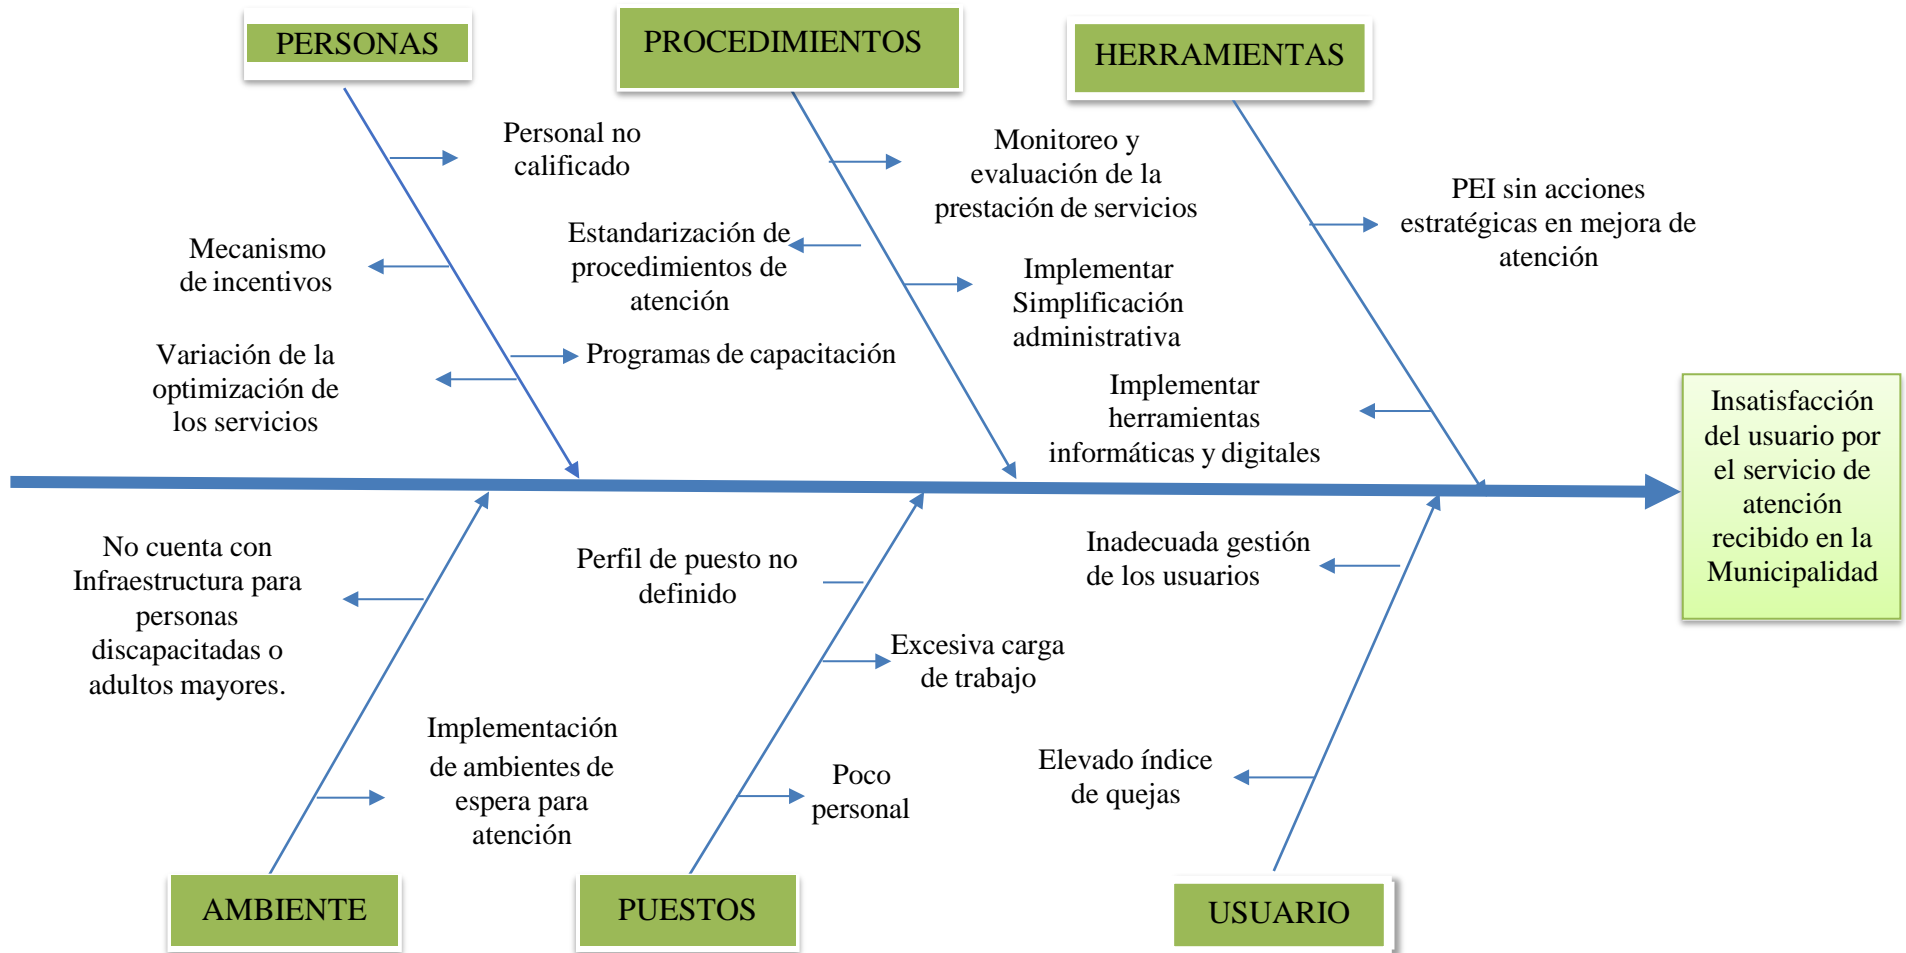 PERSONAS
PROCEDIMIENTOS
HERRAMIENTAS
Personal no
calificado
Mecanismo
de incentivos
Variación de la
optimización de
los servicios
Programas de capacitación
Estandarización de
procedimientos de
atención
Monitoreo y
evaluación de la
prestación de servicios
Implementar
Simplificación
administrativa
Implementar
herramientas
informáticas y digitales
PEI sin acciones
estratégicas en mejora de
atención
Insatisfacción
del usuario por
el servicio de
atención
recibido en la
Municipalidad
No cuenta con
Infraestructura para
personas
discapacitadas o
adultos mayores.
Implementación
de ambientes de
espera para
atención
Perfil de puesto no
definido
Excesiva carga
de trabajo
Poco
personal
Inadecuada gestión
de los usuarios
Elevado índice
de quejas
AMBIENTE
PUESTOS
USUARIO